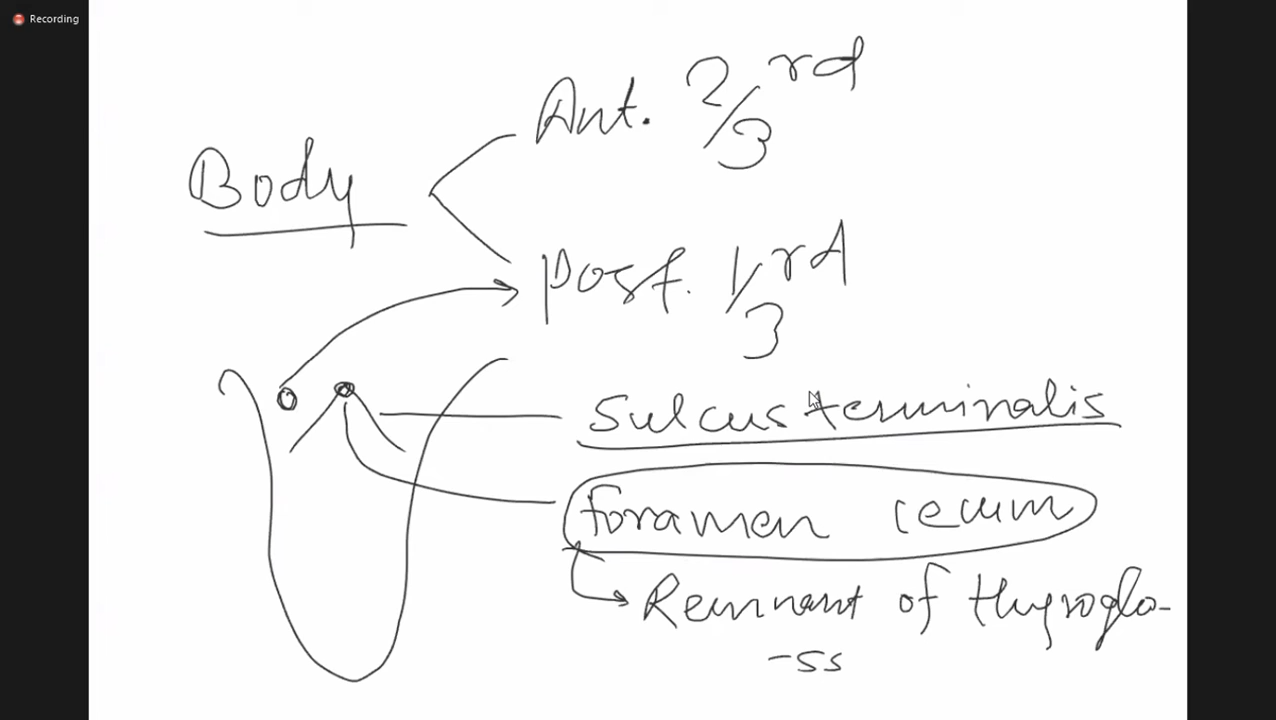 Recording
Ant. 2/3rd
Body
Post. 1/3rd
Sulcus terminalis
foramen cecum
Remnant of thyroglo-
-ss